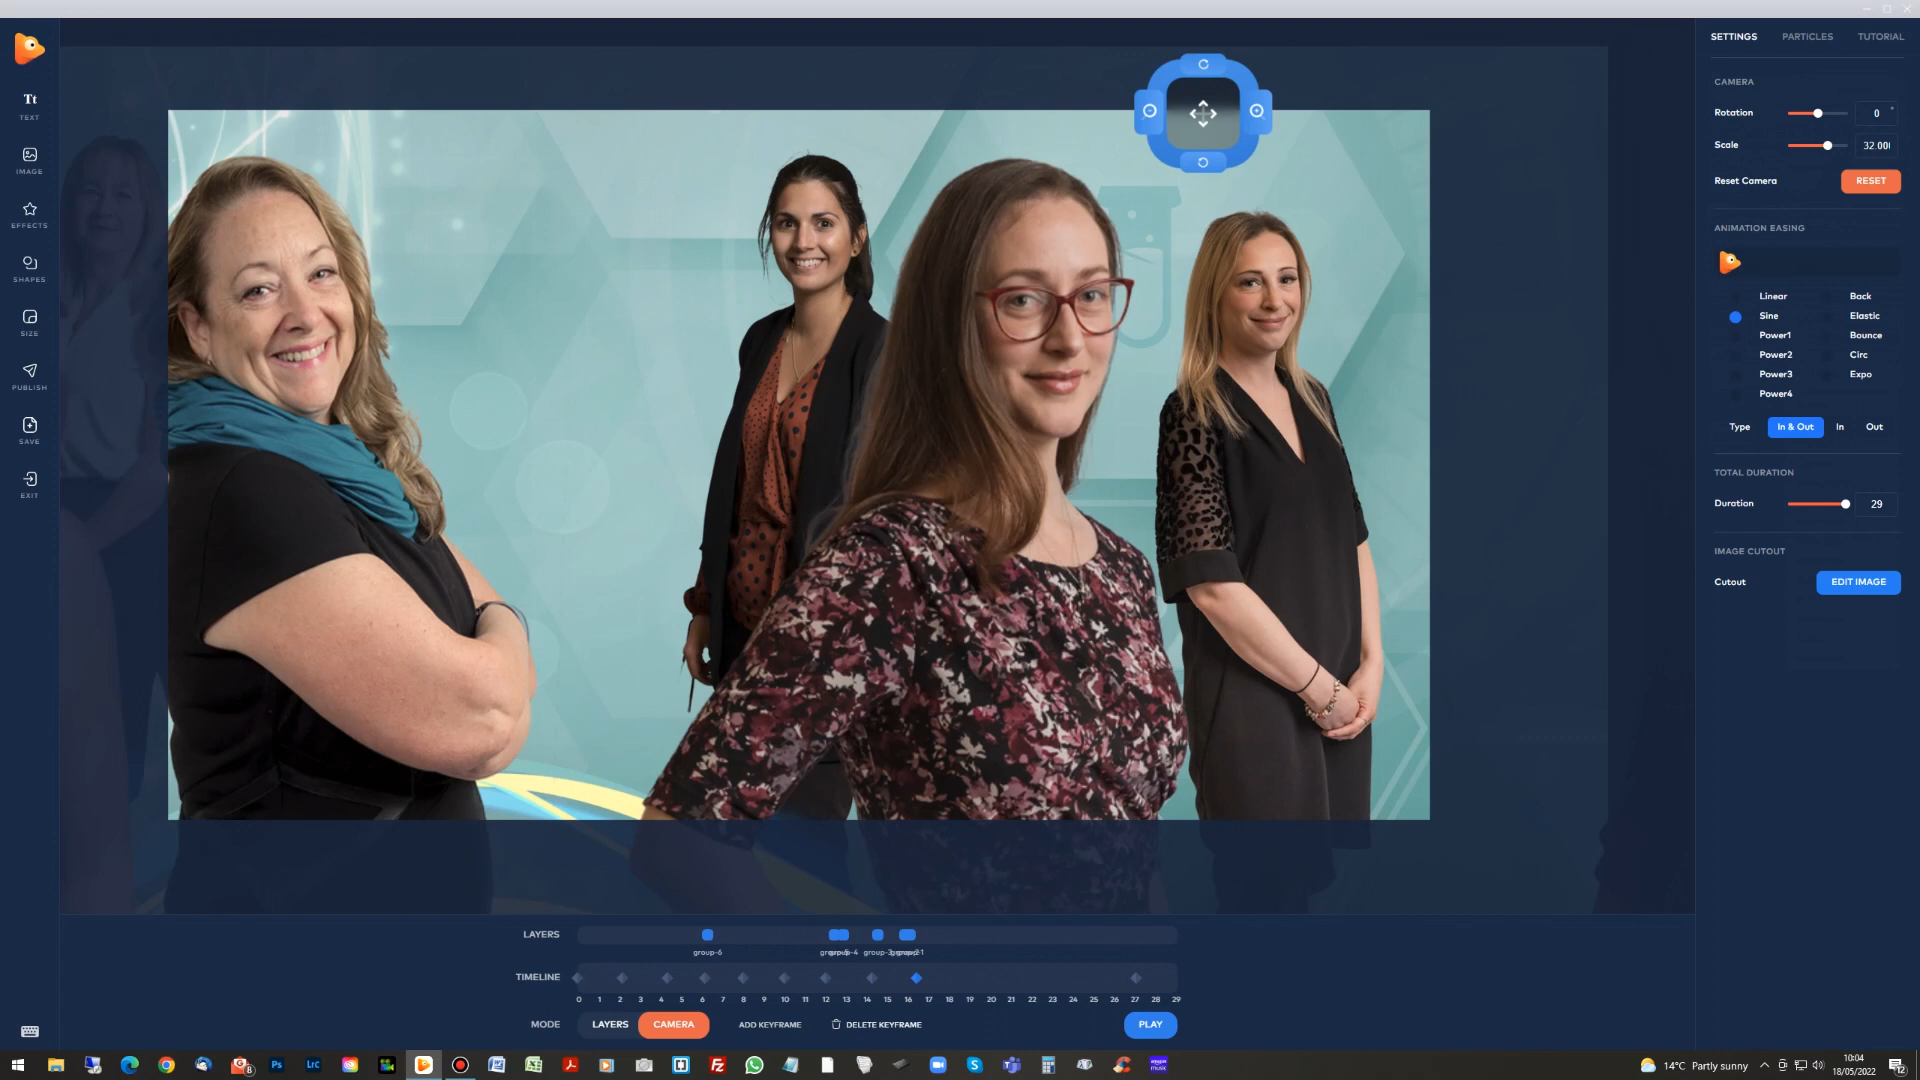 SETTINGS PARTICLES TUTORIAL
Tt
TEXT
IMAGE
EFFECTS
SHAPES
SIZE
PUBLISH
SAVE
EXIT
CAMERA
Rotation 0 °
Scale 32.00
Reset Camera RESET
ANIMATION EASING
Linear Back
Sine Elastic
Power1 Bounce
Power2 Circ
Power3 Expo
Power4
Type In & Out In Out
TOTAL DURATION
Duration 29
IMAGE CUTOUT
Cutout EDIT IMAGE
LAYERS
group-6
TIMELINE
0 1 2 3 4 5 6 7 8 9 10 11 12 13 14 15 16 17 18 19 20 21 22 23 24 25 26 27 28 29
MODE LAYERS CAMERA ADD KEYFRAME DELETE KEYFRAME PLAY
8 Ps Lrc 14°C Partly sunny 10:04
18/05/2022 12